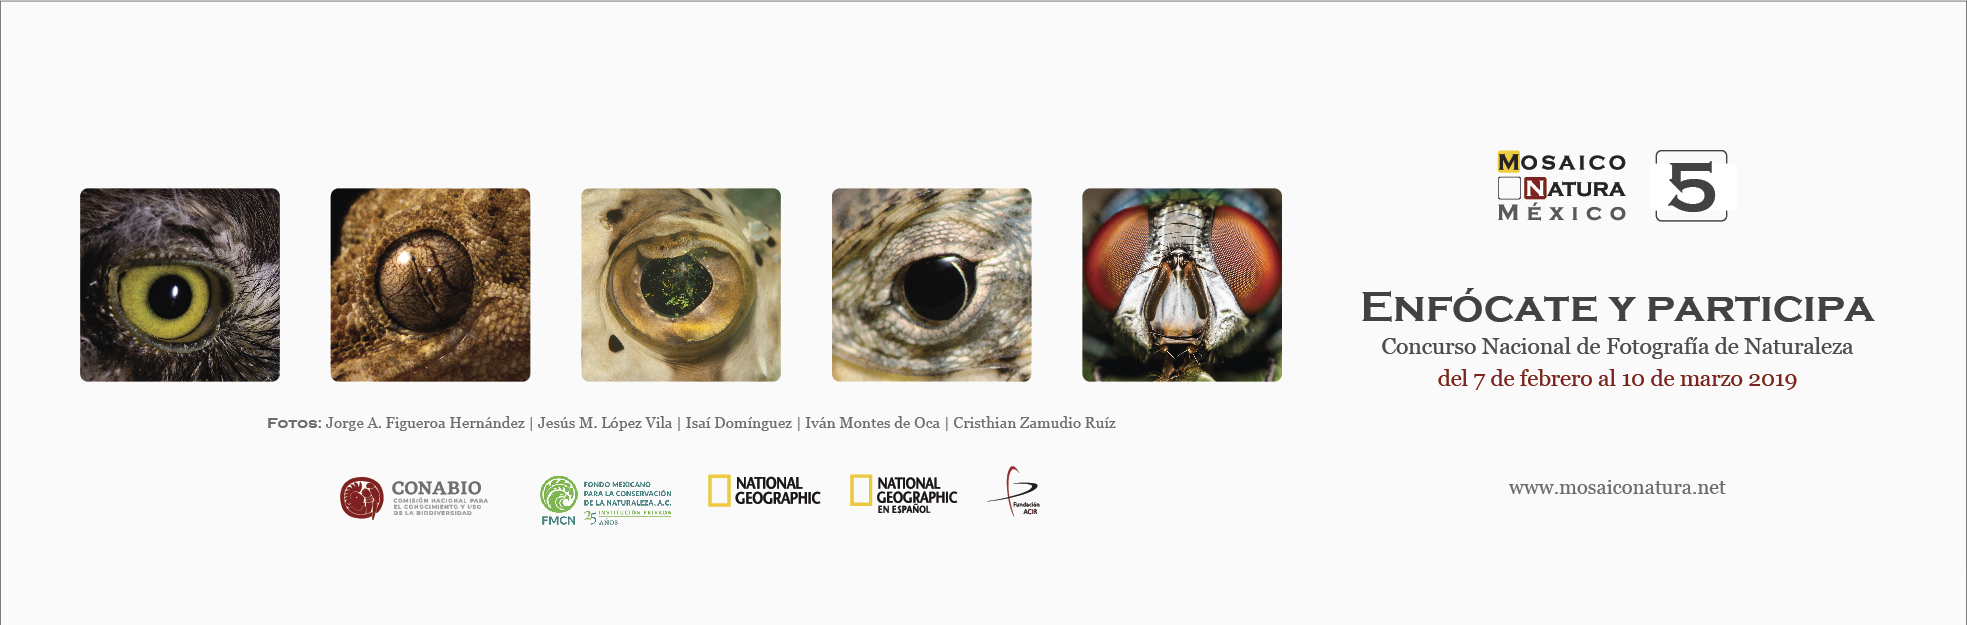 MOSAICO
NATURA
MÉXICO
5
ENFÓCATE Y PARTICIPA
Concurso Nacional de Fotografía de Naturaleza
del 7 de febrero al 10 de marzo 2019
FOTOS: Jorge A. Figueroa Hernández | Jesús M. López Vila | Isaí Domínguez | Iván Montes de Oca | Cristhian Zamudio Ruíz
CONABIO
COMISIÓN NACIONAL PARA
EL CONOCIMIENTO Y USO
DE LA BIODIVERSIDAD
FMCN
FONDO MEXICANO
PARA LA CONSERVACIÓN
DE LA NATURALEZA, A.C.
INSTITUCIÓN PRIVADA
25 AÑOS
NATIONAL
GEOGRAPHIC
NATIONAL
GEOGRAPHIC
EN ESPAÑOL
Fundación
ACIR
www.mosaiconatura.net